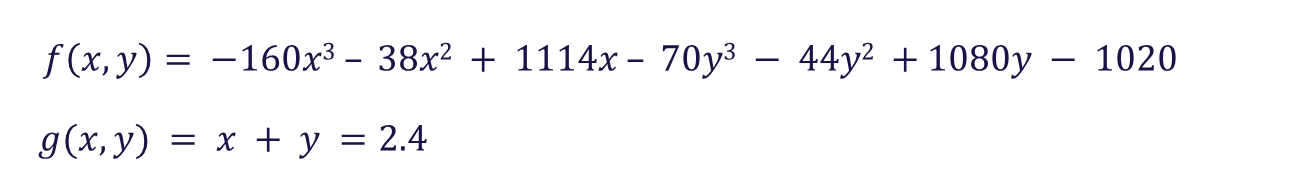 f(x, y) = −160x³ – 38x² + 1114x – 70y³ − 44y² + 1080y − 1020
g(x, y) = x + y = 2.4